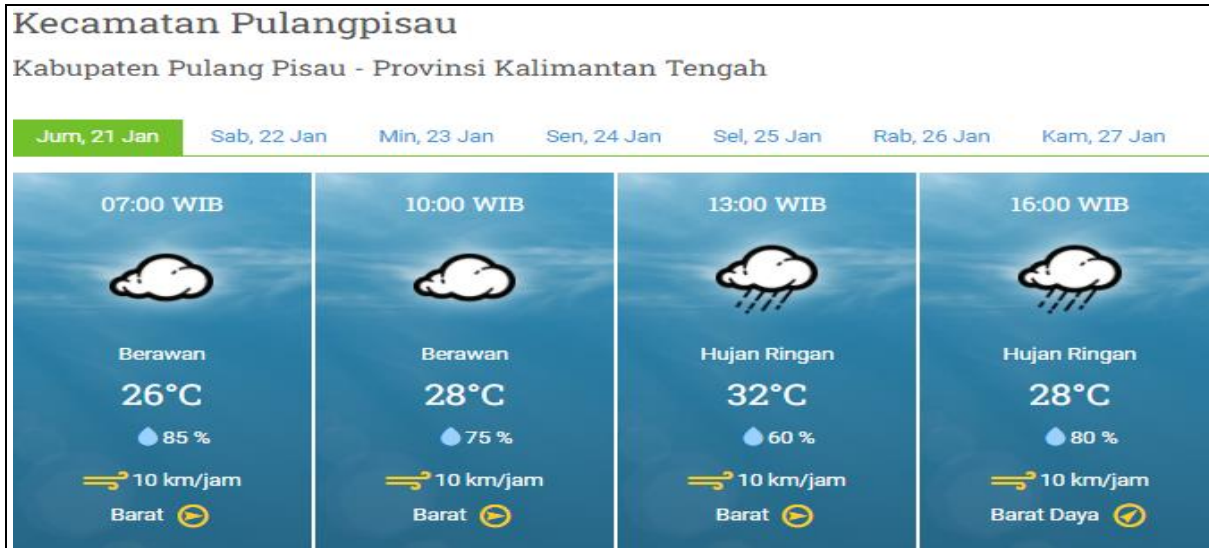 Kecamatan Pulangpisau
Kabupaten Pulang Pisau - Provinsi Kalimantan Tengah
Jum, 21 Jan Sab, 22 Jan Min, 23 Jan Sen, 24 Jan Sel, 25 Jan Rab, 26 Jan Kam, 27 Jan
07:00 WIB 10:00 WIB 13:00 WIB 16:00 WIB
Berawan Berawan Hujan Ringan Hujan Ringan
26°C 28°C 32°C 28°C
85 % 75 % 60 % 80 %
10 km/jam 10 km/jam 10 km/jam 10 km/jam
Barat Barat Barat Barat Daya